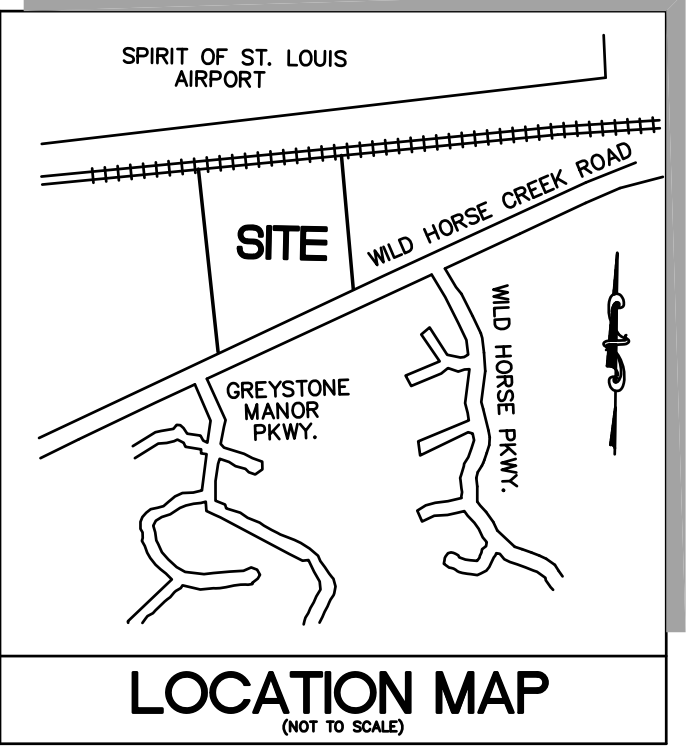 SPIRIT OF ST. LOUIS
AIRPORT
WILD HORSE CREEK ROAD
SITE
WILD HORSE PKWY.
GREYSTONE
MANOR
PKWY.
LOCATION MAP
(NOT TO SCALE)